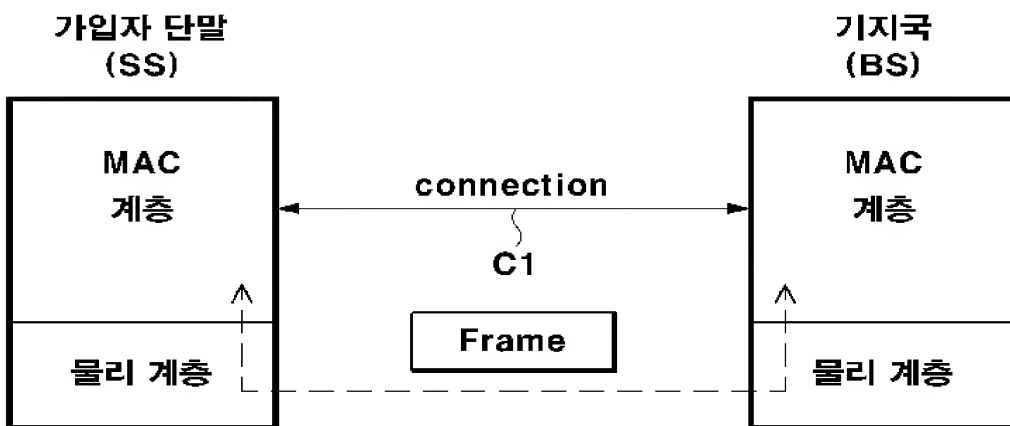 가입자 단말
(SS)
기지국
(BS)
MAC
계층
connection
C1
MAC
계층
Frame
물리 계층
물리 계층